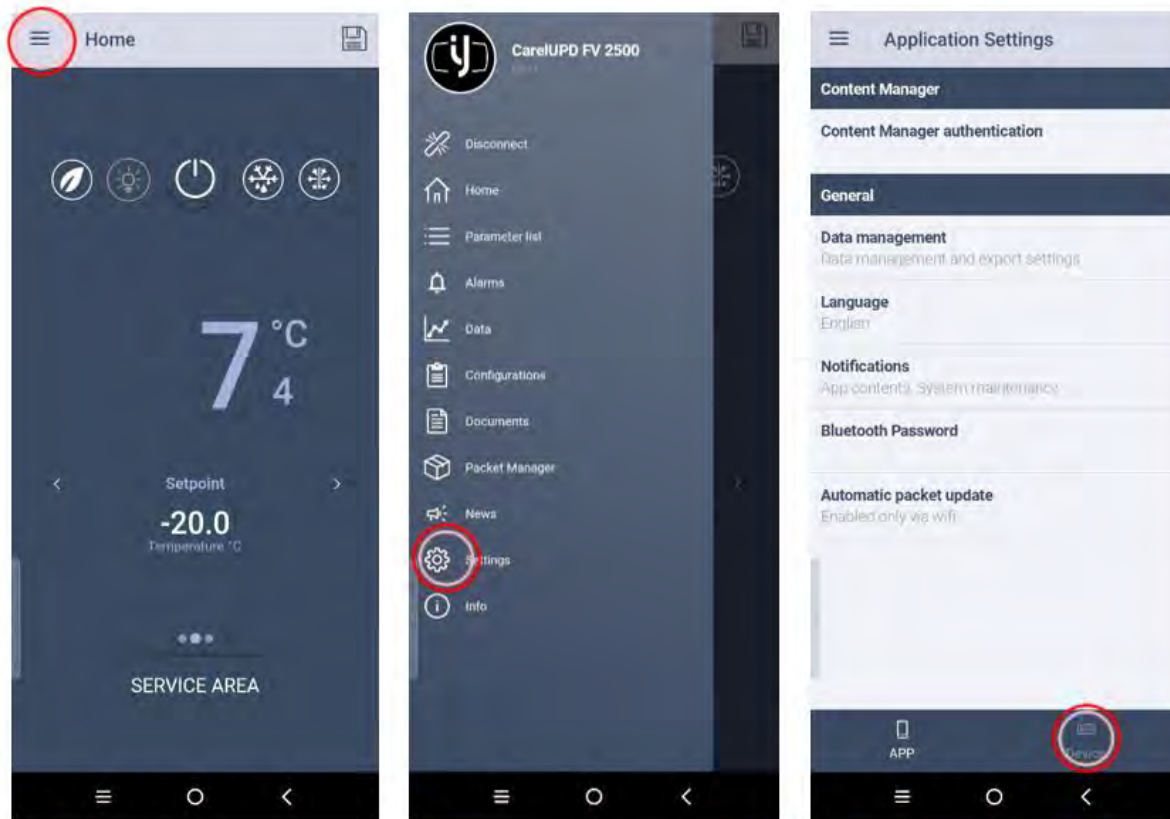 Home
7 °C
4
Setpoint
-20.0
Temperature °C
SERVICE AREA
CarelUPD FV 2500
Disconnect
Home
Parameter list
Alarms
Data
Configurations
Documents
Packet Manager
News
Settings
Info
Application Settings
Content Manager
Content Manager authentication
General
Data management
Data management and export settings
Language
English
Notifications
App contents, System maintenance
Bluetooth Password
Automatic packet update
Enabled only via wifi
APP
Device